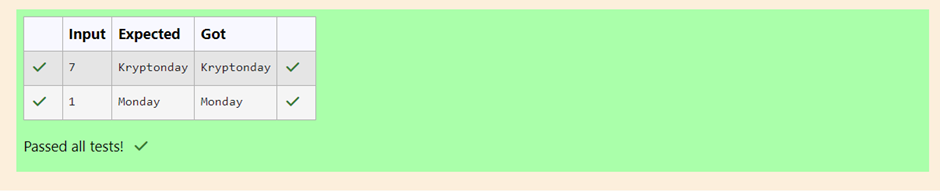 Input Expected Got
7 Kryptonday Kryptonday
1 Monday Monday
Passed all tests!